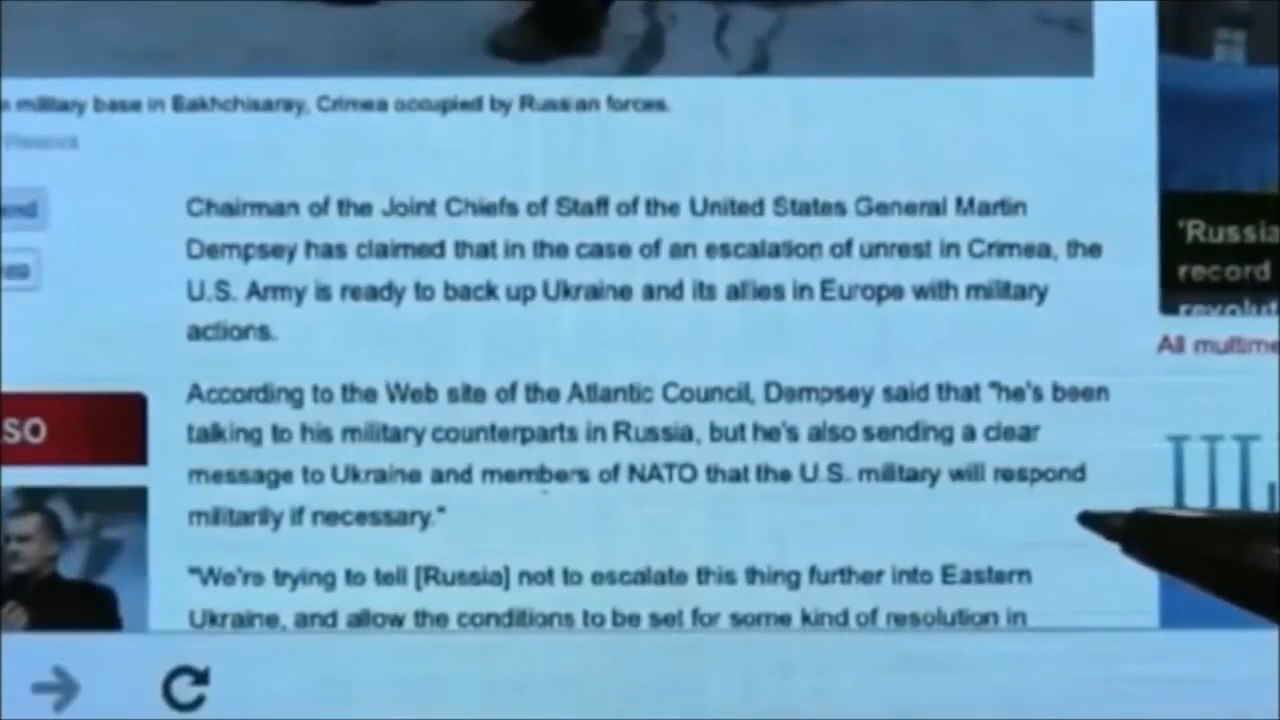 military base in Bakhchisaray, Crimea occupied by Russian forces.
Chairman of the Joint Chiefs of Staff of the United States General Martin
Dempsey has claimed that in the case of an escalation of unrest in Crimea, the
U.S. Army is ready to back up Ukraine and its allies in Europe with military
actions.
According to the Web site of the Atlantic Council, Dempsey said that "he's been
talking to his military counterparts in Russia, but he's also sending a clear
message to Ukraine and members of NATO that the U.S. military will respond
militarily if necessary."
"We're trying to tell [Russia] not to escalate this thing further into Eastern
Ukraine, and allow the conditions to be set for some kind of resolution in
SO
'Russia
record
revolut
All multime